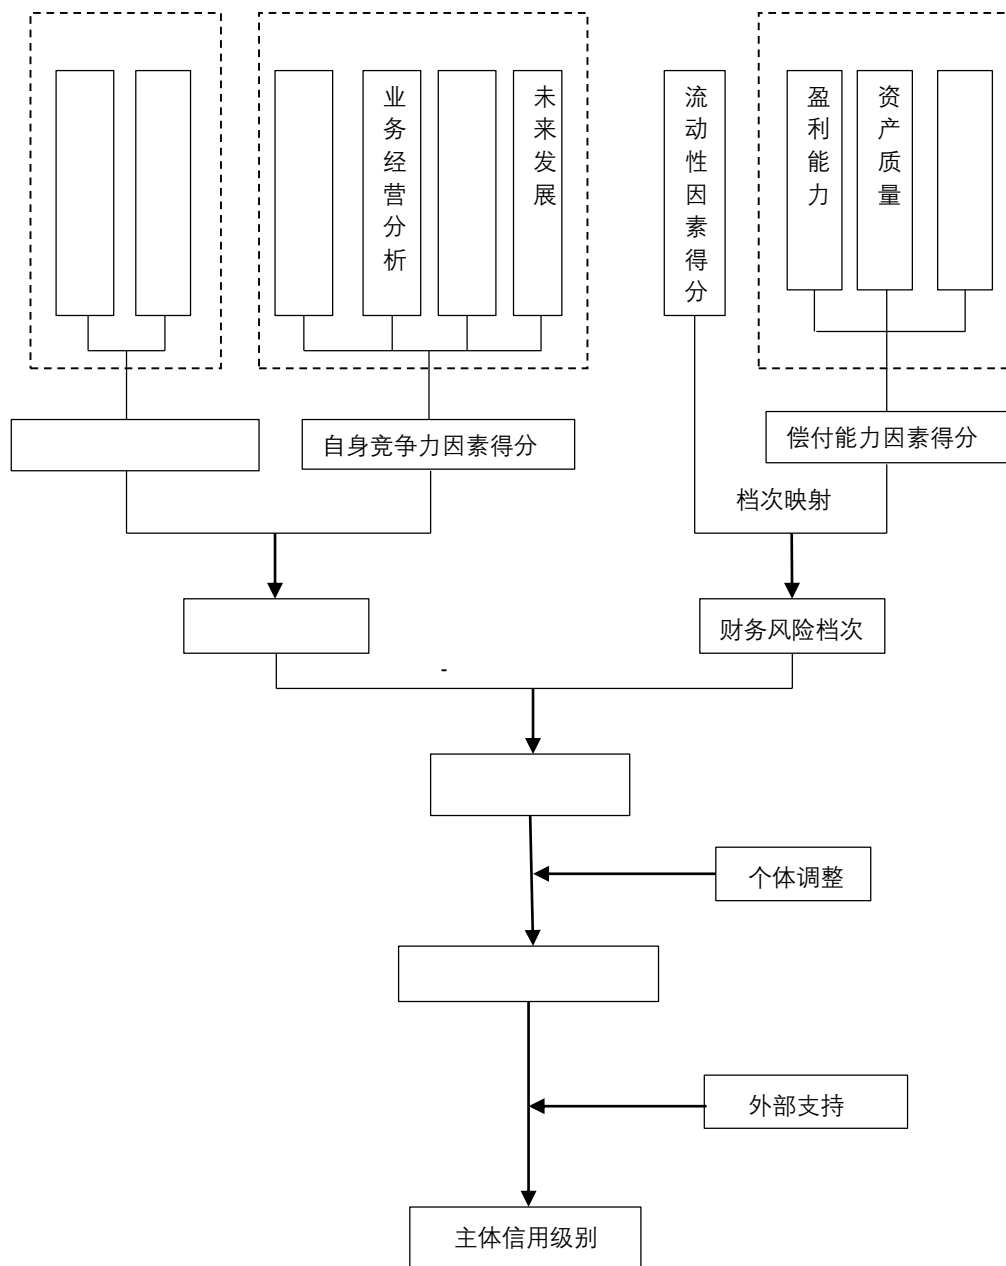 业务经营分析
未来发展
流动性因素得分
盈利能力
资产质量
自身竞争力因素得分
偿付能力因素得分
档次映射
财务风险档次
-
个体调整
外部支持
主体信用级别